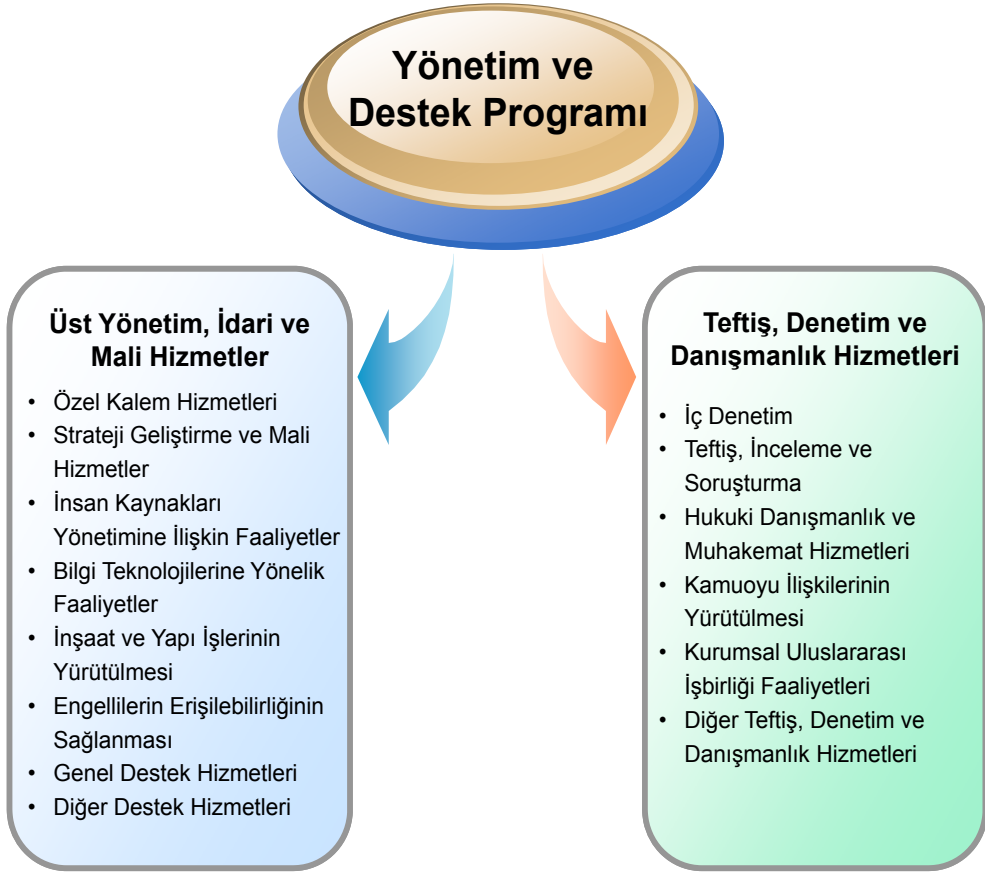 Yönetim ve
Destek Programı
Üst Yönetim, İdari ve
Mali Hizmetler
• Özel Kalem Hizmetleri
• Strateji Geliştirme ve Mali
Hizmetler
• İnsan Kaynakları
Yönetimine İlişkin Faaliyetler
• Bilgi Teknolojilerine Yönelik
Faaliyetler
• İnşaat ve Yapı İşlerinin
Yürütülmesi
• Engellilerin Erişilebilirliğinin
Sağlanması
• Genel Destek Hizmetleri
• Diğer Destek Hizmetleri
Teftiş, Denetim ve
Danışmanlık Hizmetleri
• İç Denetim
• Teftiş, İnceleme ve
Soruşturma
• Hukuki Danışmanlık ve
Muhakemat Hizmetleri
• Kamuoyu İlişkilerinin
Yürütülmesi
• Kurumsal Uluslararası
İşbirliği Faaliyetleri
• Diğer Teftiş, Denetim ve
Danışmanlık Hizmetleri